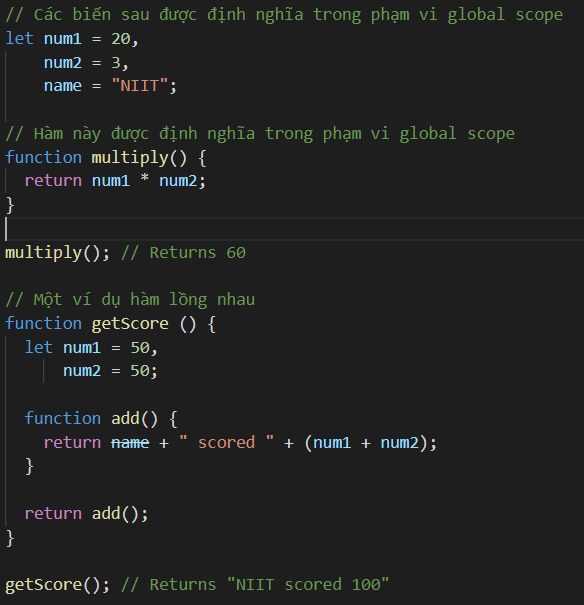 // Các biến sau được định nghĩa trong phạm vi global scope
let num1 = 20,
    num2 = 3,
    name = "NIIT";
// Hàm này được định nghĩa trong phạm vi global scope
function multiply() {
  return num1 * num2;
}
multiply(); // Returns 60
// Một ví dụ hàm lồng nhau
function getScore () {
  let num1 = 50,
      num2 = 50;
  function add() {
    return name + " scored " + (num1 + num2);
  }
  return add();
}
getScore(); // Returns "NIIT scored 100"